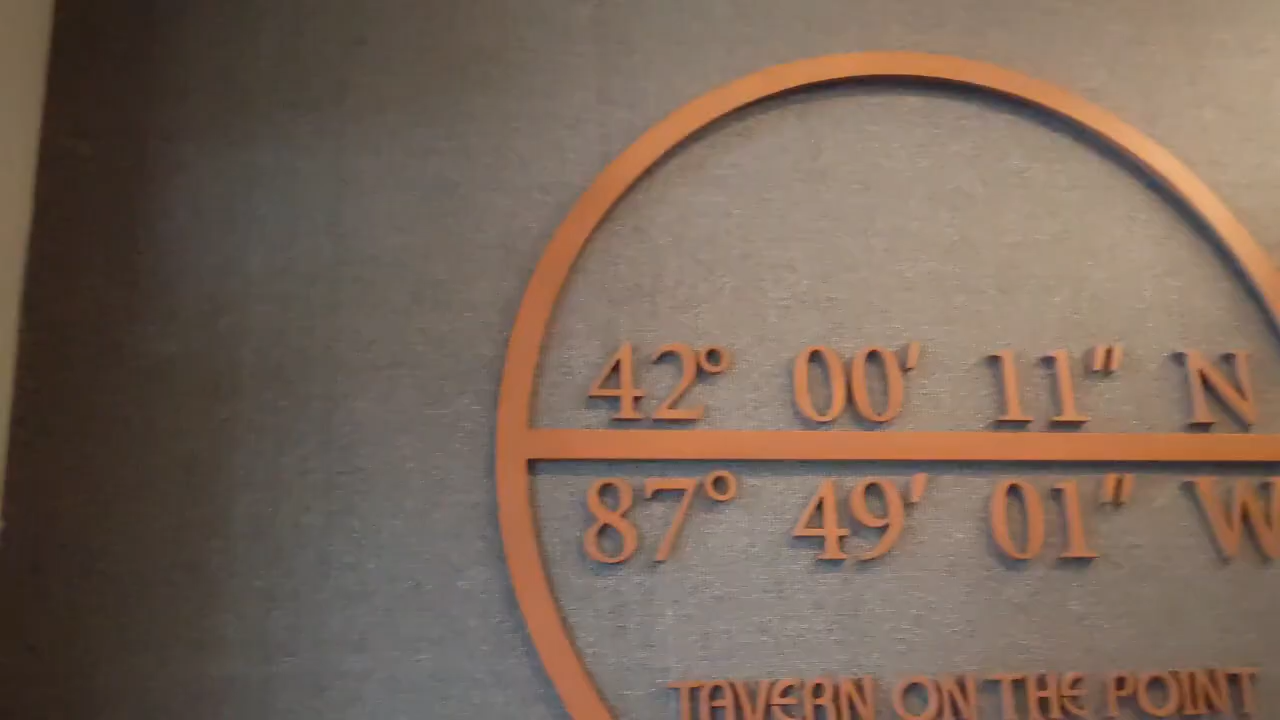 42° 00' 11" N
87° 49' 01" W
TAVERN ON THE POINT